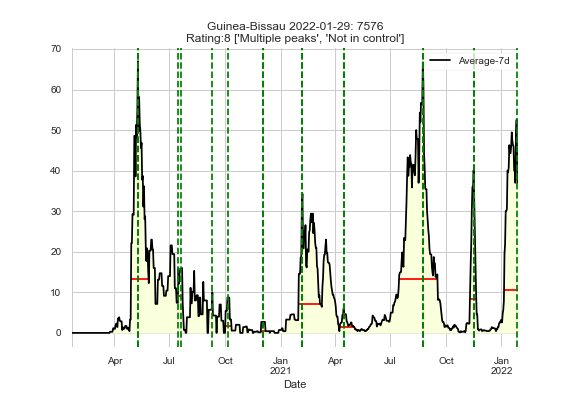 Guinea-Bissau 2022-01-29: 7576
Rating:8 ['Multiple peaks', 'Not in control']
Average-7d
70
60
50
40
30
20
10
0
Apr
Jul
Oct
Jan
2021
Apr
Jul
Oct
Jan
2022
Date